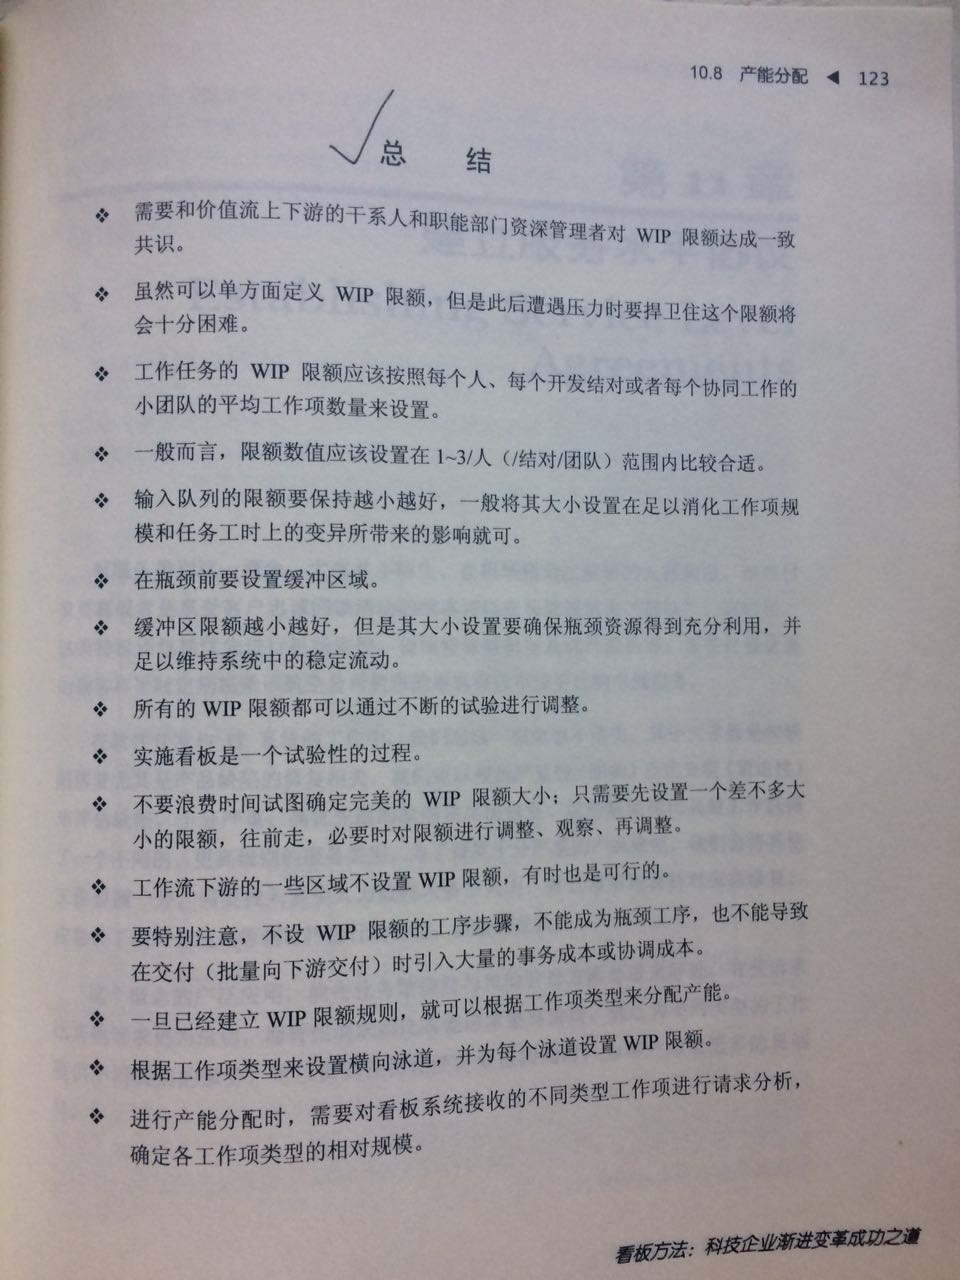 10.8 产能分配 ◀ 123
总 结
❖ 需要和价值流上下游的干系人和职能部门资深管理者对 WIP 限额达成一致
共识。
❖ 虽然可以单方面定义 WIP 限额，但是此后遭遇压力时要捍卫住这个限额将
会十分困难。
❖ 工作任务的 WIP 限额应该按照每个人、每个开发结对或者每个协同工作的
小团队的平均工作项数量来设置。
❖ 一般而言，限额数值应该设置在 1~3/人（/结对/团队）范围内比较合适。
❖ 输入队列的限额要保持越小越好，一般将其大小设置在足以消化工作项规
模和任务工时上的变异所带来的影响就可。
❖ 在瓶颈前要设置缓冲区域。
❖ 缓冲区限额越小越好，但是其大小设置要确保瓶颈资源得到充分利用，并
足以维持系统中的稳定流动。
❖ 所有的 WIP 限额都可以通过不断的试验进行调整。
❖ 实施看板是一个试验性的过程。
❖ 不要浪费时间试图确定完美的 WIP 限额大小；只需要先设置一个差不多大
小的限额，往前走，必要时对限额进行调整、观察、再调整。
❖ 工作流下游的一些区域不设置 WIP 限额，有时也是可行的。
❖ 要特别注意，不设 WIP 限额的工序步骤，不能成为瓶颈工序，也不能导致
在交付（批量向下游交付）时引入大量的事务成本或协调成本。
❖ 一旦已经建立 WIP 限额规则，就可以根据工作项类型来分配产能。
❖ 根据工作项类型来设置横向泳道，并为每个泳道设置 WIP 限额。
❖ 进行产能分配时，需要对看板系统接收的不同类型工作项进行请求分析，
确定各工作项类型的相对规模。
看板方法：科技企业渐进变革成功之道